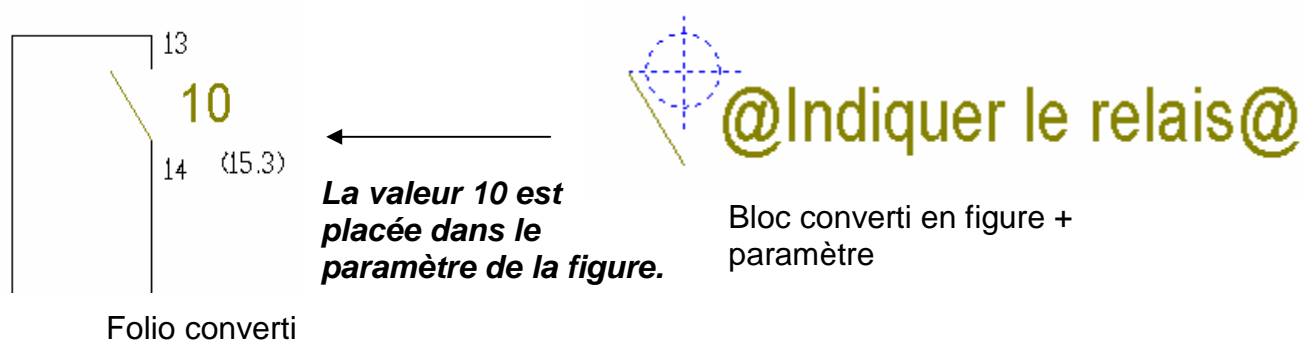 13
10
14 (15.3)
@Indiquer le relais@
La valeur 10 est
placée dans le
paramètre de la figure.
Bloc converti en figure +
paramètre
Folio converti